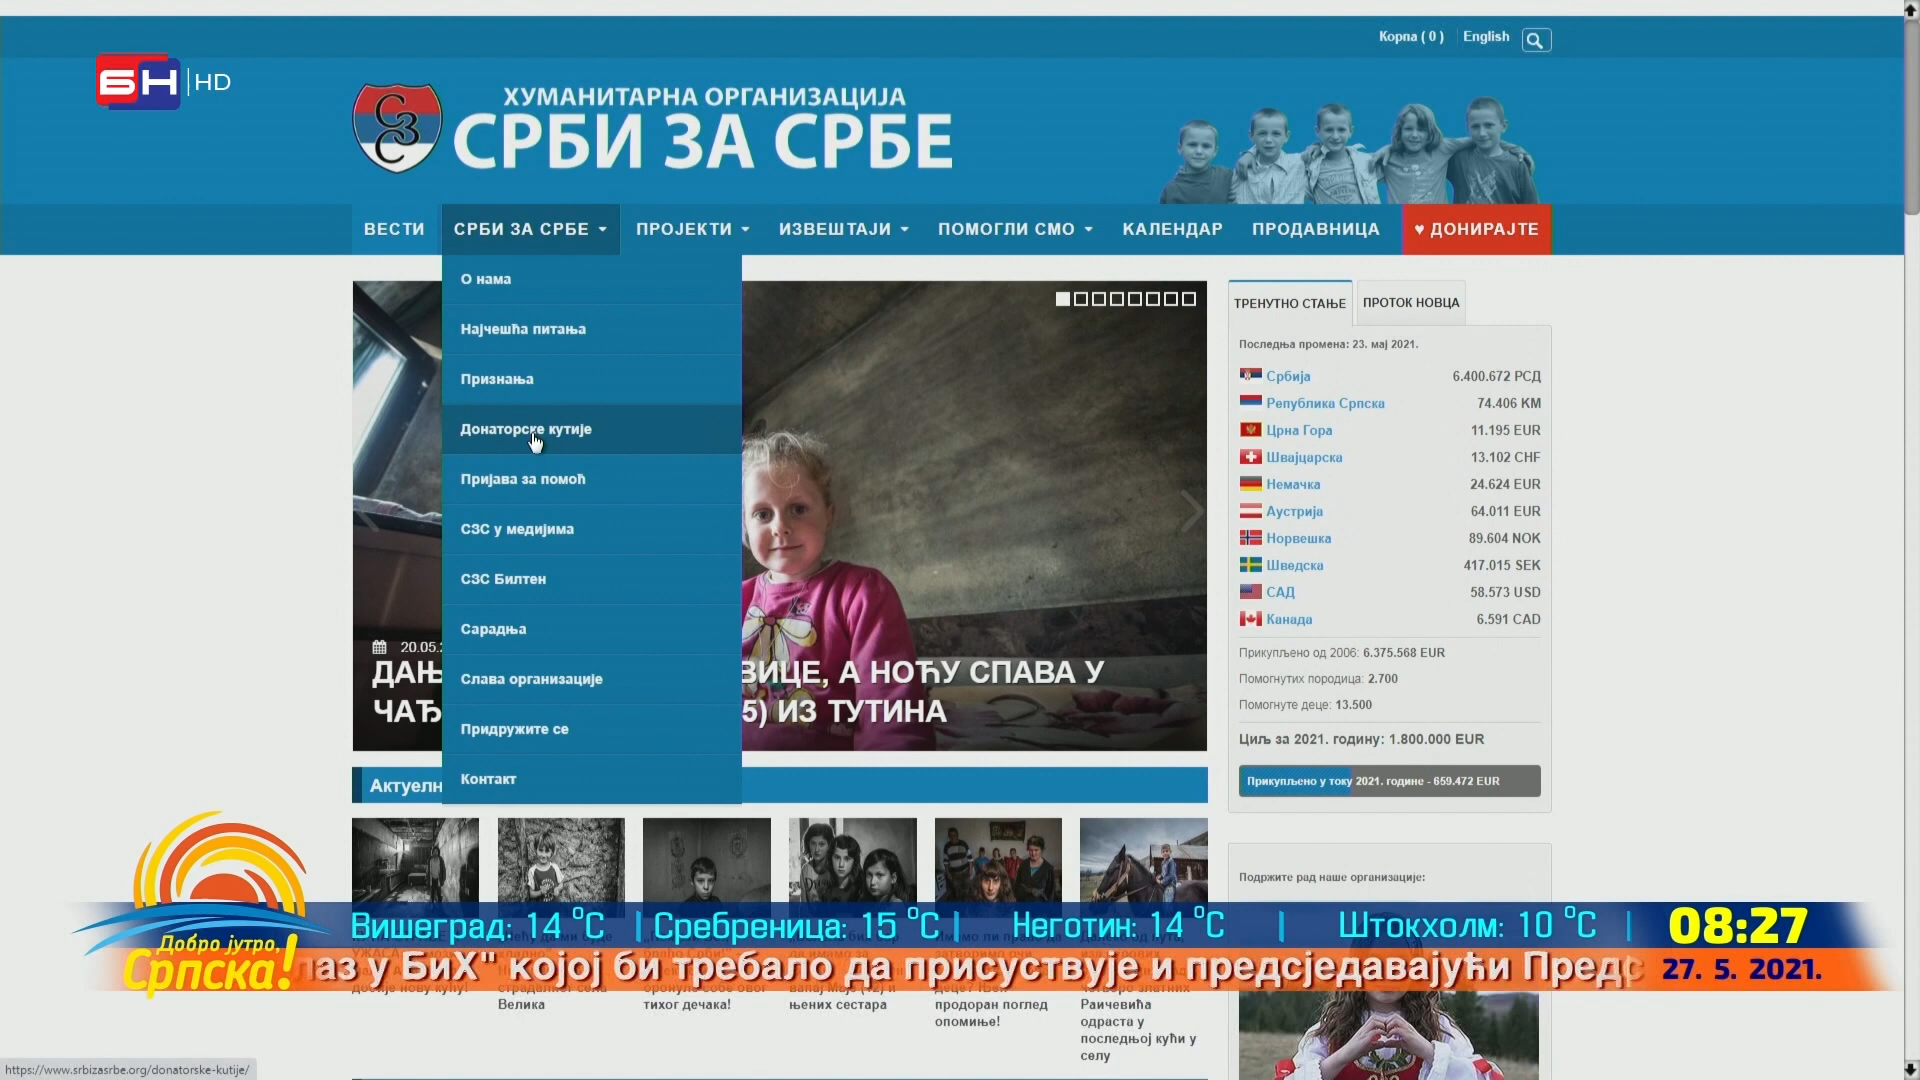 Корпа ( 0 )
English
БН HD
ХУМАНИТАРНА ОРГАНИЗАЦИЈА
СРБИ ЗА СРБЕ
СЗС
ВЕСТИ
СРБИ ЗА СРБЕ
ПРОЈЕКТИ
ИЗВЕШТАЈИ
ПОМОГЛИ СМО
КАЛЕНДАР
ПРОДАВНИЦА
♥ ДОНИРАЈТЕ
О нама
Најчешћа питања
Признања
Донаторске кутије
Пријава за помоћ
СЗС у медијима
СЗС Билтен
Сарадња
Слава организације
Придружите се
Контакт
20.05.
ДАЊ ВИЦЕ, А НОЋУ СПАВА У
ЧАЂ 5) ИЗ ТУТИНА
ТРЕНУТНО СТАЊЕ
ПРОТОК НОВЦА
Последња промена: 23. мај 2021.
Србија 6.400.672 РСД
Република Српска 74.406 KM
Црна Гора 11.195 EUR
Швајцарска 13.102 CHF
Немачка 24.624 EUR
Аустрија 64.011 EUR
Норвешка 89.604 NOK
Шведска 417.015 SEK
САД 58.573 USD
Канада 6.591 CAD
Прикупљено од 2006: 6.375.568 EUR
Помогнутих породица: 2.700
Помогнуте деце: 13.500
Циљ за 2021. годину: 1.800.000 EUR
Прикупљено у току 2021. године - 659.472 EUR
Актуелн
Подржите рад наше организације:
Вишеград: 14 °C | Сребреница: 15 °C | Неготин: 14 °C | Штокхолм: 10 °C |
08:27
Добро јутро,
Српска!
лаз у БиХ" којој би требало да присуствује и предсједавајући Предс
27. 5. 2021.
Велика
тихог дечака!
њених сестара
продоран поглед
опомиње!
Раичевића
одраста у
последњој кући у
селу
https://www.srbizasrbe.org/donatorske-kutije/